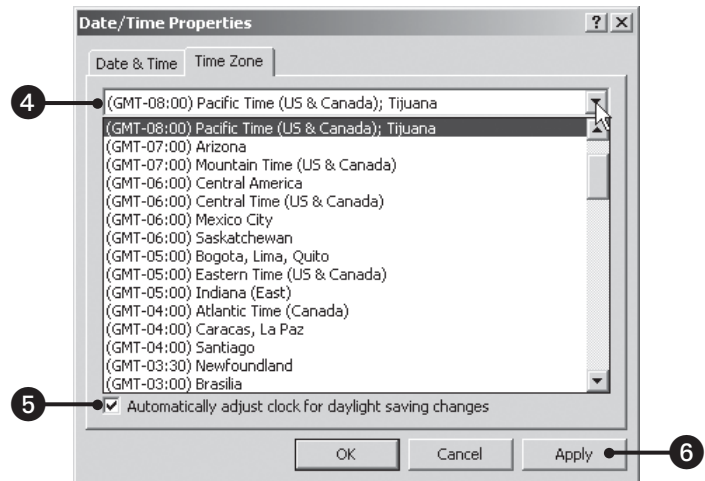 Date/Time Properties
Date & Time Time Zone
4
(GMT-08:00) Pacific Time (US & Canada); Tijuana
(GMT-08:00) Pacific Time (US & Canada); Tijuana
(GMT-07:00) Arizona
(GMT-07:00) Mountain Time (US & Canada)
(GMT-06:00) Central America
(GMT-06:00) Central Time (US & Canada)
(GMT-06:00) Mexico City
(GMT-06:00) Saskatchewan
(GMT-05:00) Bogota, Lima, Quito
(GMT-05:00) Eastern Time (US & Canada)
(GMT-05:00) Indiana (East)
(GMT-04:00) Atlantic Time (Canada)
(GMT-04:00) Caracas, La Paz
(GMT-04:00) Santiago
(GMT-03:30) Newfoundland
(GMT-03:00) Brasilia
5
Automatically adjust clock for daylight saving changes
OK Cancel Apply
6